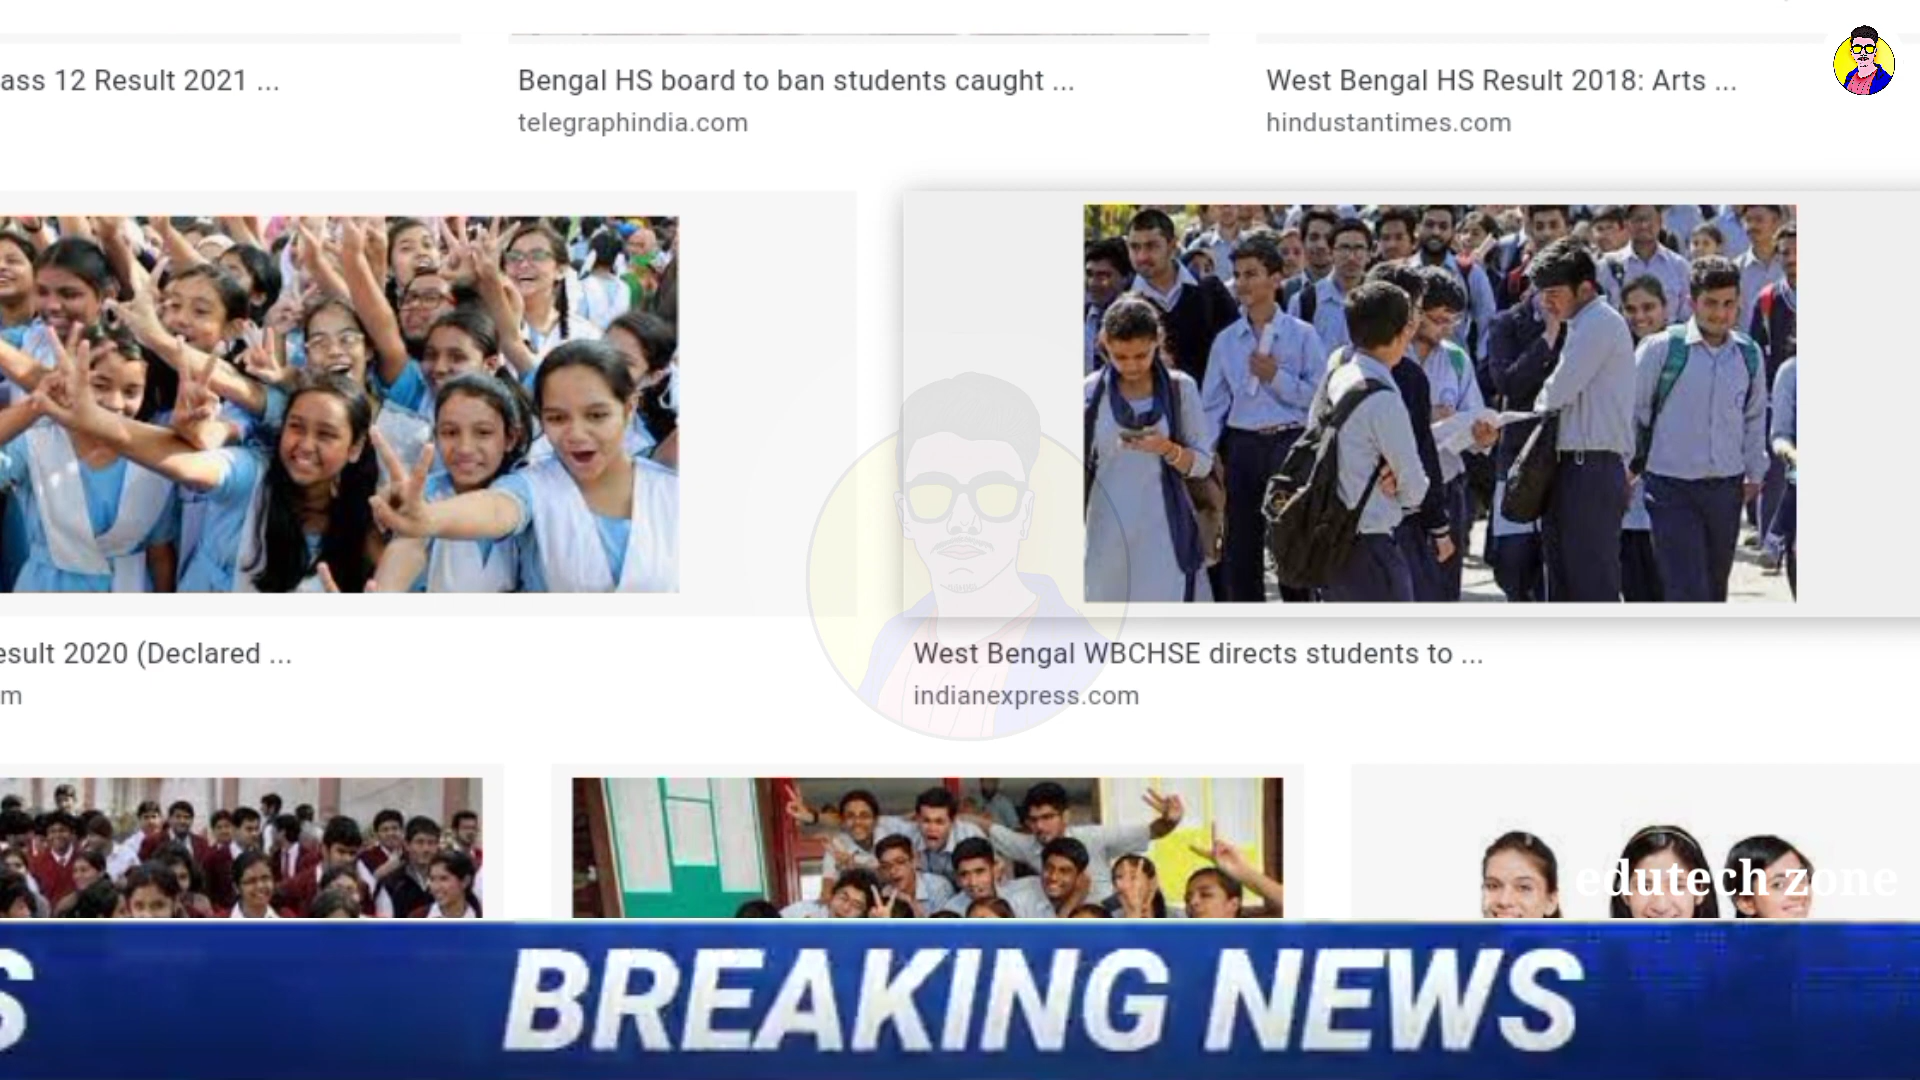 ass 12 Result 2021 ...
Bengal HS board to ban students caught ...
telegraphindia.com
West Bengal HS Result 2018: Arts ...
hindustantimes.com
esult 2020 (Declared ...
m
West Bengal WBCHSE directs students to ...
indianexpress.com
edutech zone
S
BREAKING NEWS